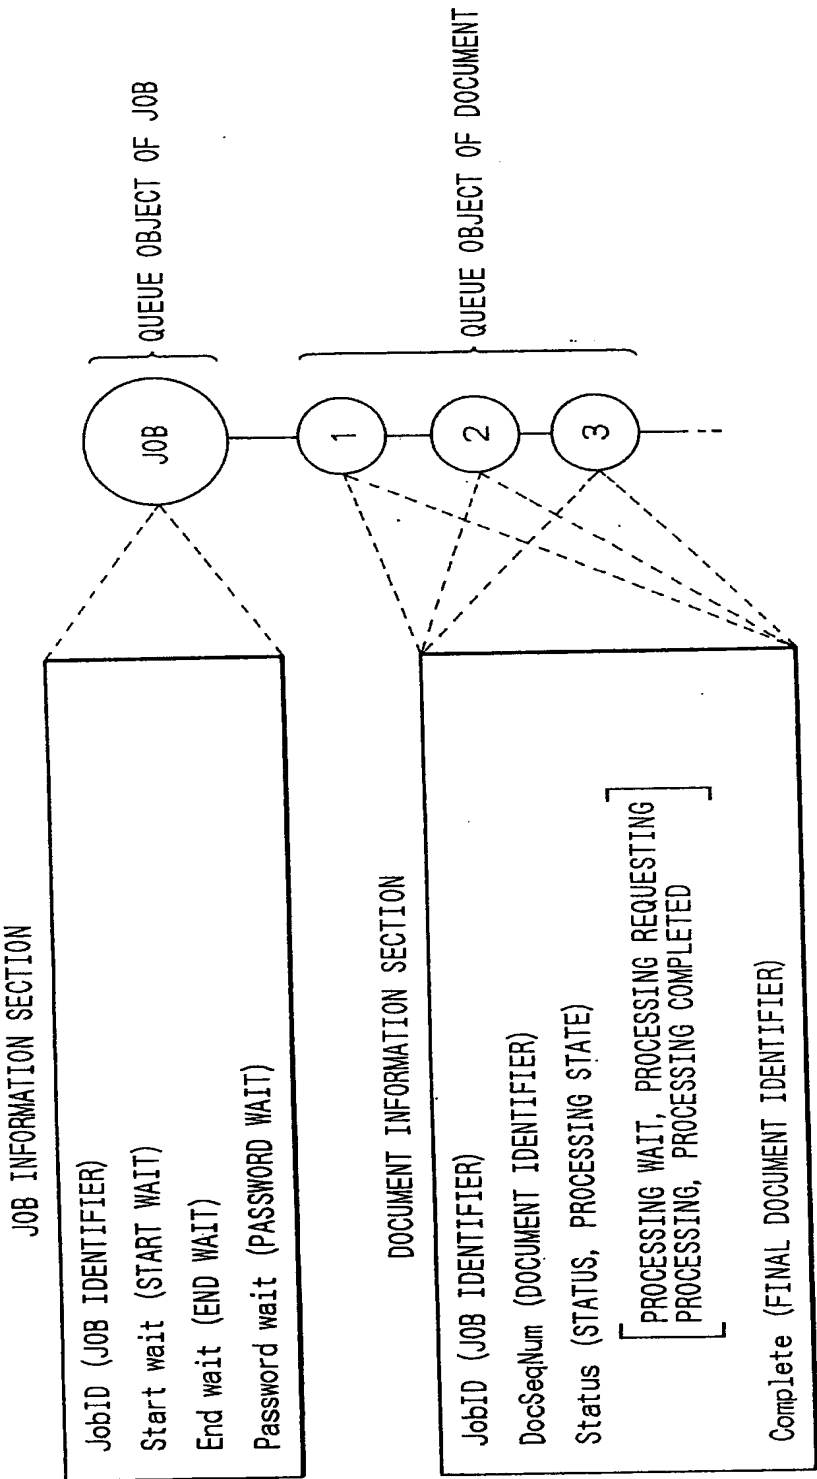 JOB INFORMATION SECTION
JobID (JOB IDENTIFIER)
Start wait (START WAIT)
End wait (END WAIT)
Password wait (PASSWORD WAIT)
JOB
QUEUE OBJECT OF JOB
DOCUMENT INFORMATION SECTION
JobID (JOB IDENTIFIER)
DocSeqNum (DOCUMENT IDENTIFIER)
Status (STATUS, PROCESSING STATE)
PROCESSING WAIT, PROCESSING REQUESTING
PROCESSING, PROCESSING COMPLETED
Complete (FINAL DOCUMENT IDENTIFIER)
1
2
3
QUEUE OBJECT OF DOCUMENT